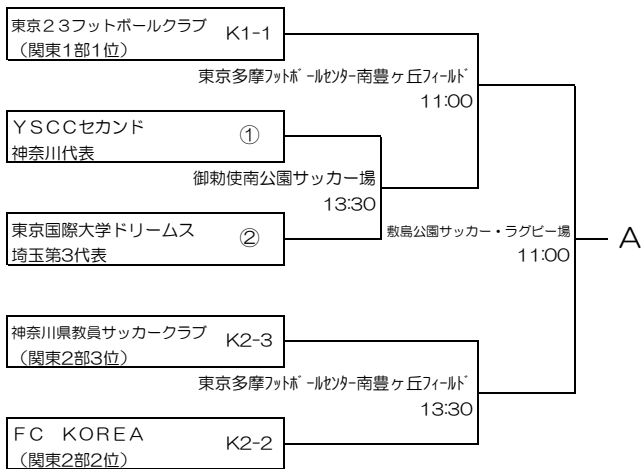 東京23フットボールクラブ K1-1
（関東1部1位）
東京多摩ﾌｯﾄﾎﾞｰﾙｾﾝﾀｰ南豊ヶ丘ﾌｨｰﾙﾄﾞ
11:00
ＹＳＣＣセカンド ①
神奈川代表
御勅使南公園サッカー場
13:30
東京国際大学ドリームス ②
埼玉第3代表
敷島公園サッカー・ラグビー場
11:00
A
神奈川県教員サッカークラブ K2-3
（関東2部3位）
東京多摩ﾌｯﾄﾎﾞｰﾙｾﾝﾀｰ南豊ヶ丘ﾌｨｰﾙﾄﾞ
13:30
ＦＣ　ＫＯＲＥＡ K2-2
（関東2部2位）